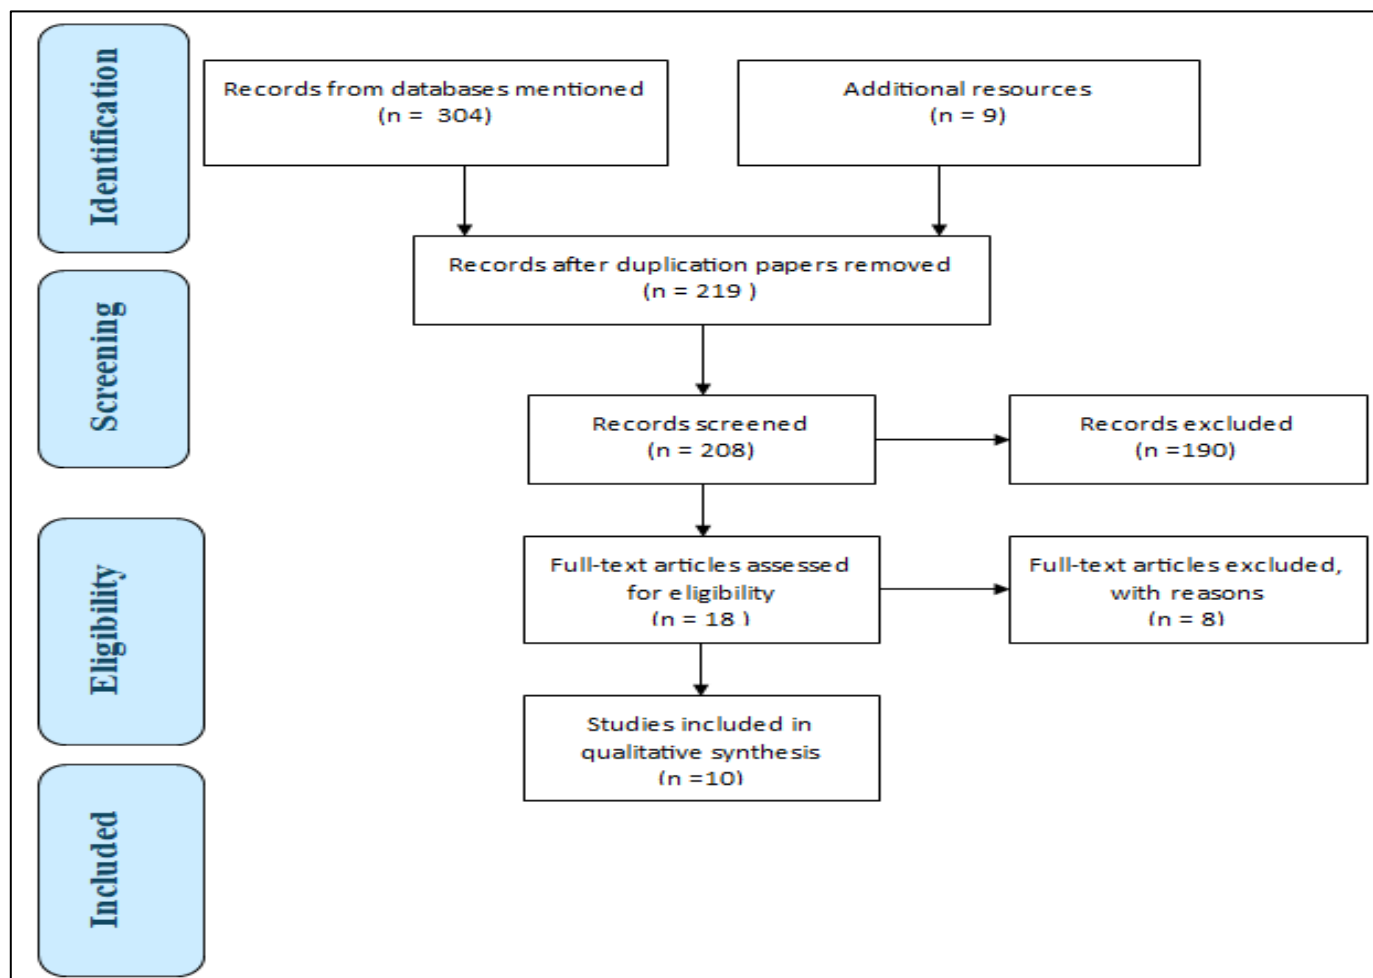 Identification
Records from databases mentioned
(n =  304)
Additional resources
(n = 9)
Records after duplication papers removed
(n = 219 )
Screening
Records screened
(n = 208)
Records excluded
(n =190)
Eligibility
Full-text articles assessed
for eligibility
(n = 18 )
Full-text articles excluded,
with reasons
(n = 8)
Studies included in
qualitative synthesis
(n =10)
Included